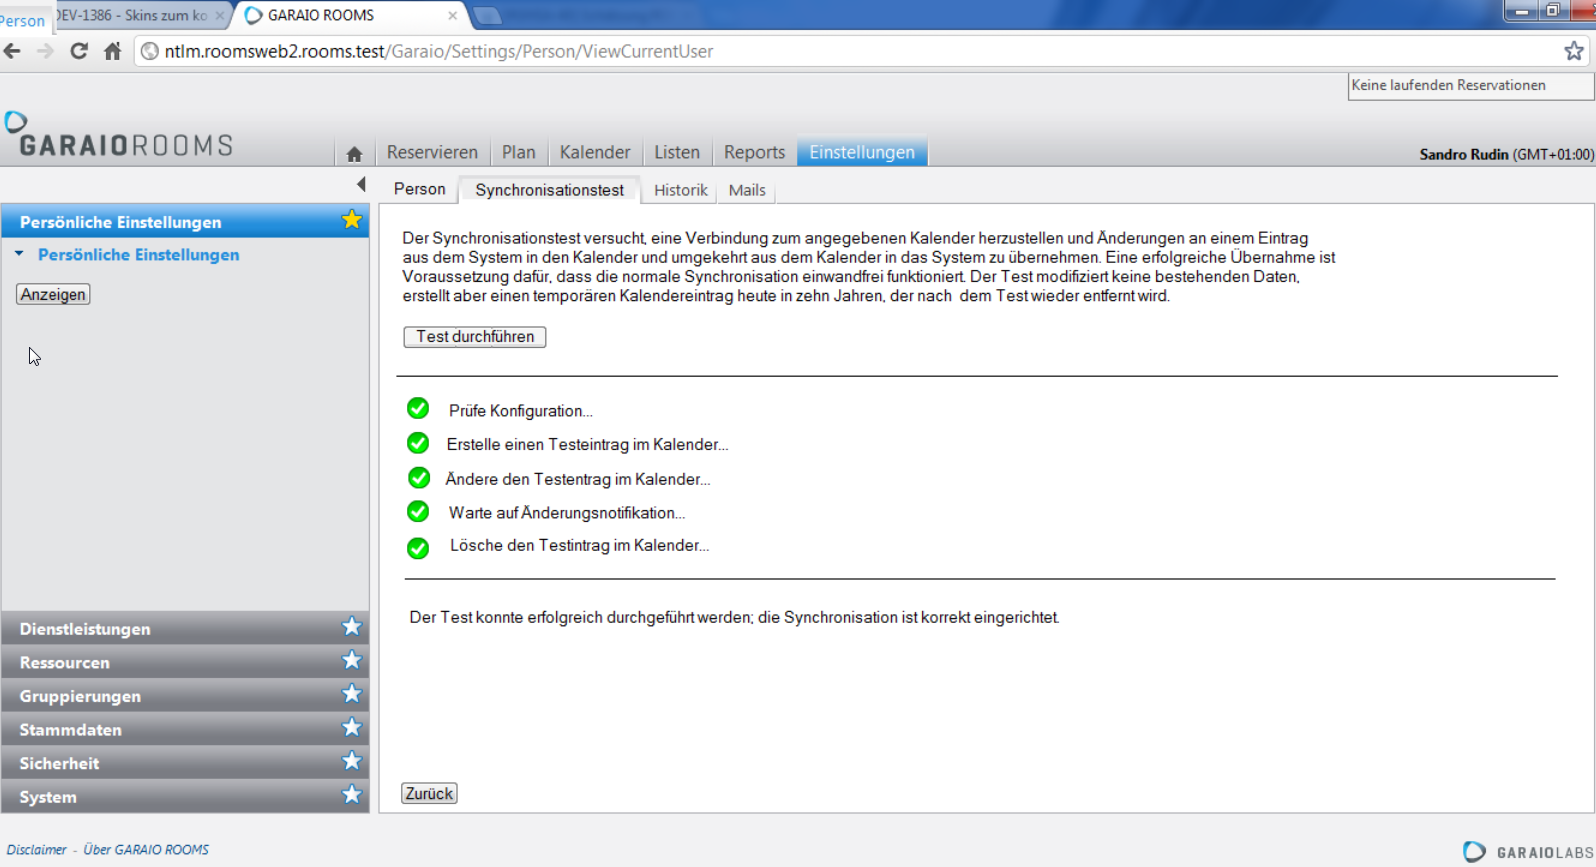 Person
DEV-1386 - Skins zum ko
GARAIO ROOMS
ntlm.roomsweb2.rooms.test/Garaio/Settings/Person/ViewCurrentUser
Keine laufenden Reservationen
GARAIOROOMS
Reservieren
Plan
Kalender
Listen
Reports
Einstellungen
Sandro Rudin (GMT+01:00)
Person
Synchronisationstest
Historik
Mails
Persönliche Einstellungen
Persönliche Einstellungen
Anzeigen
Der Synchronisationstest versucht, eine Verbindung zum angegebenen Kalender herzustellen und Änderungen an einem Eintrag
aus dem System in den Kalender und umgekehrt aus dem Kalender in das System zu übernehmen. Eine erfolgreiche Übernahme ist
Voraussetzung dafür, dass die normale Synchronisation einwandfrei funktioniert. Der Test modifiziert keine bestehenden Daten,
erstellt aber einen temporären Kalendereintrag heute in zehn Jahren, der nach dem Test wieder entfernt wird.
Test durchführen
Prüfe Konfiguration...
Erstelle einen Testeintrag im Kalender...
Ändere den Testentrag im Kalender...
Warte auf Änderungsnotifikation...
Lösche den Testintrag im Kalender...
Der Test konnte erfolgreich durchgeführt werden; die Synchronisation ist korrekt eingerichtet.
Dienstleistungen
Ressourcen
Gruppierungen
Stammdaten
Sicherheit
System
Zurück
Disclaimer - Über GARAIO ROOMS
GARAIOLABS